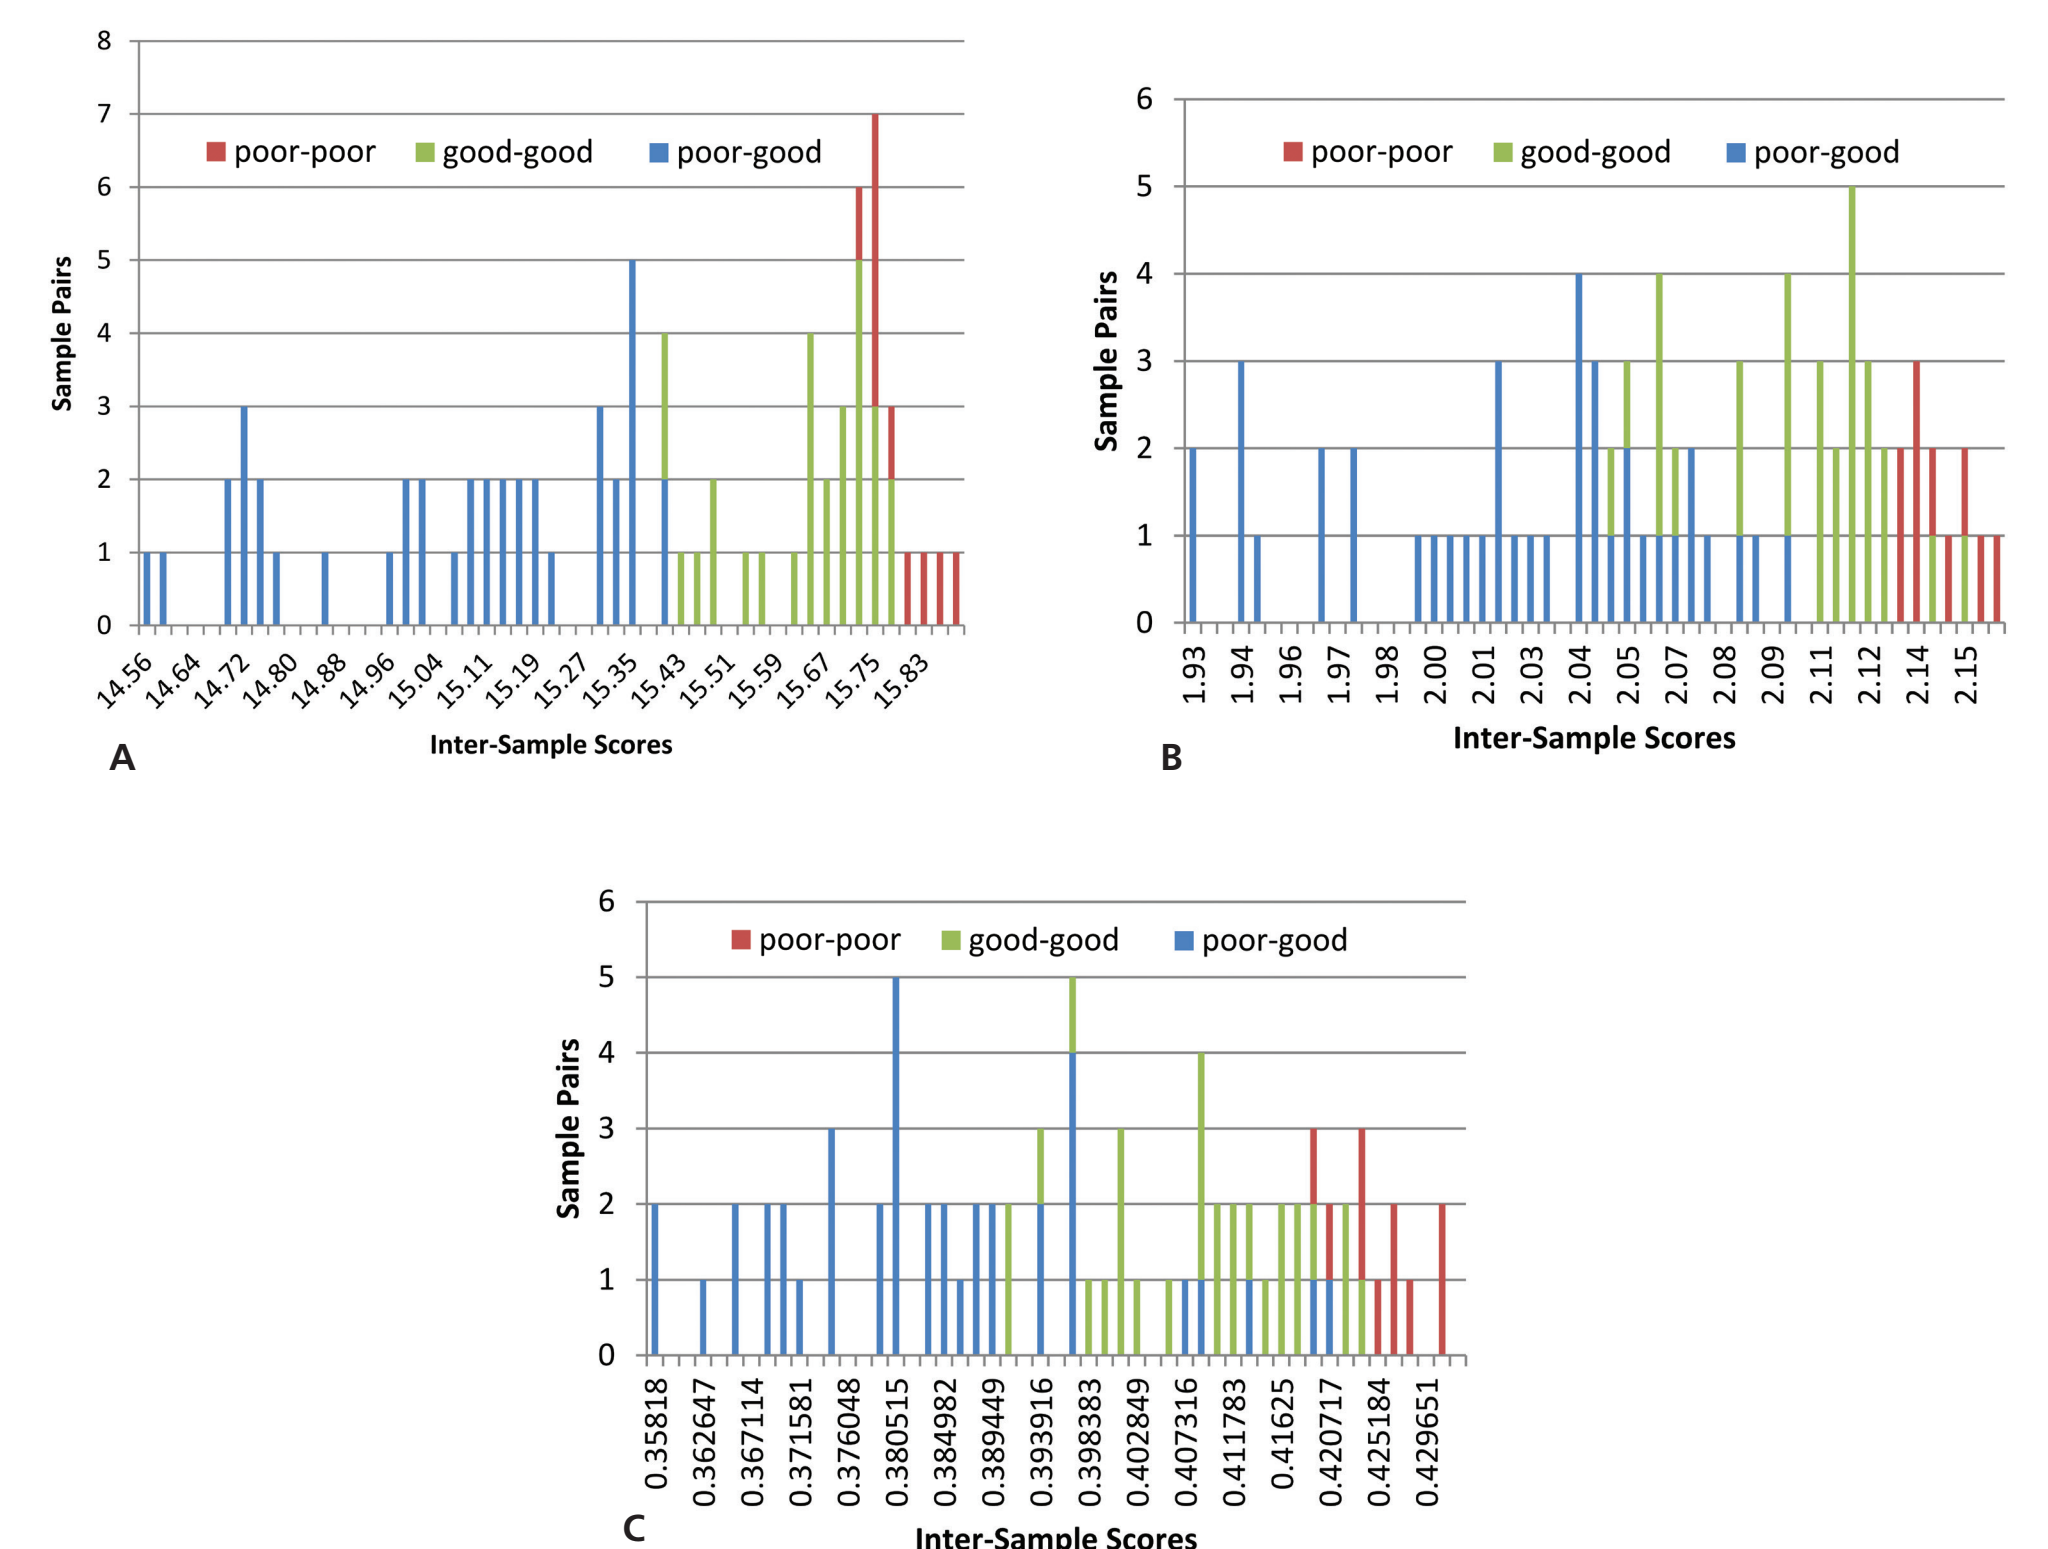 8
7
6
5
4
3
2
1
0
Sample Pairs
poor-poor good-good poor-good
14.56 14.64 14.72 14.80 14.88 14.96 15.04 15.11 15.19 15.27 15.35 15.43 15.51 15.59 15.67 15.75 15.83
Inter-Sample Scores
A
6
5
4
3
2
1
0
Sample Pairs
poor-poor good-good poor-good
1.93 1.94 1.96 1.97 1.98 2.00 2.01 2.03 2.04 2.05 2.07 2.08 2.09 2.11 2.12 2.14 2.15
Inter-Sample Scores
B
6
5
4
3
2
1
0
Sample Pairs
poor-poor good-good poor-good
0.35818 0.362647 0.367114 0.371581 0.376048 0.380515 0.384982 0.389449 0.393916 0.398383 0.402849 0.407316 0.411783 0.41625 0.420717 0.425184 0.429651
Inter-Sample Scores
C